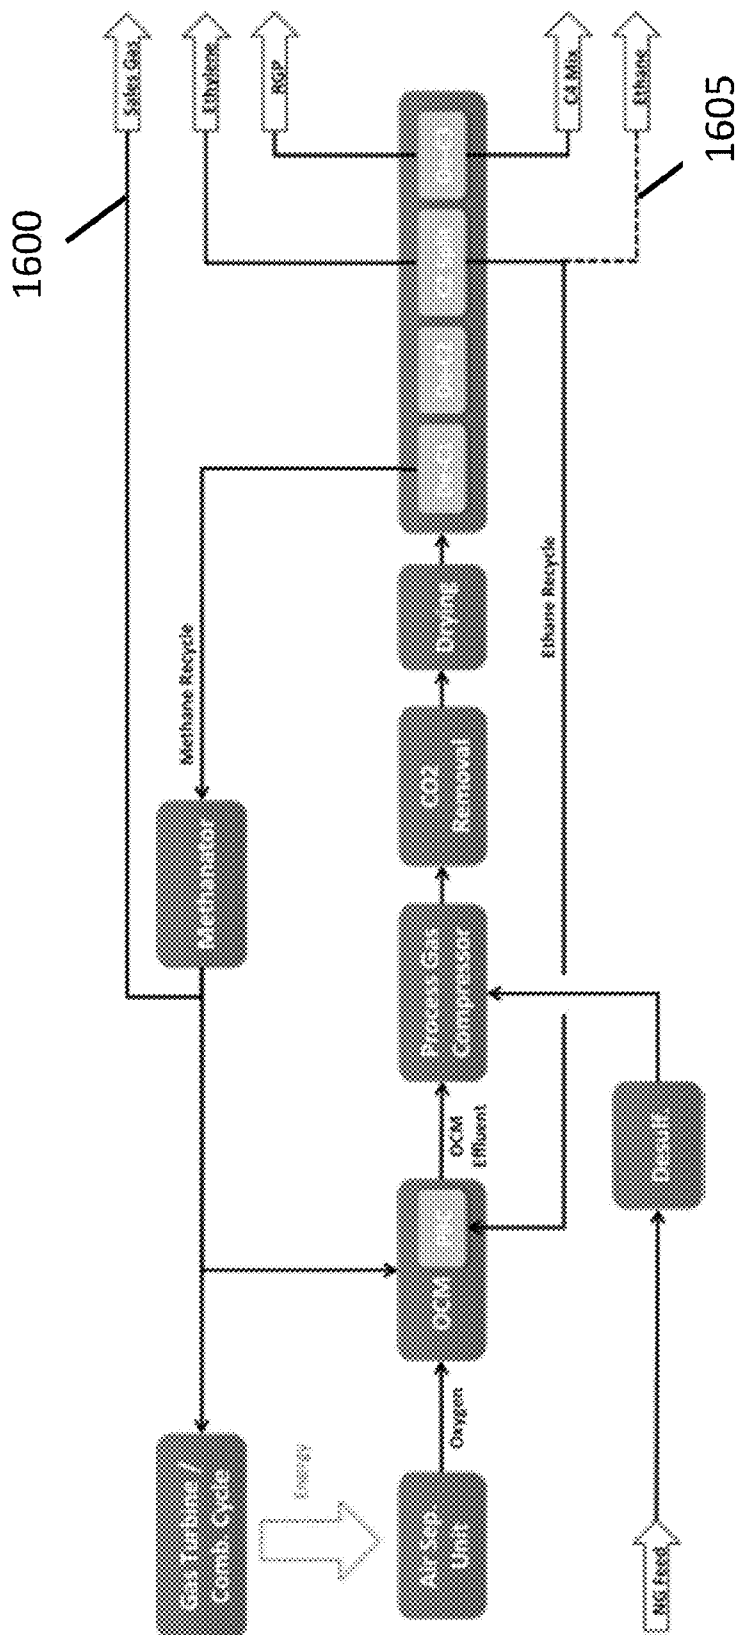 1600
Sales Gas
Ethylene
RGP
C4 Mix
Ethane
1605
Methane Recycle
Methanator
Gas Turbine /
Comb. Cycle
Energy
Air Sep
Unit
Oxygen
OCM
OCM
Effluent
Process Gas
Compressor
CO2
Removal
Drying
Ethane Recycle
Desulf.
NG Feed